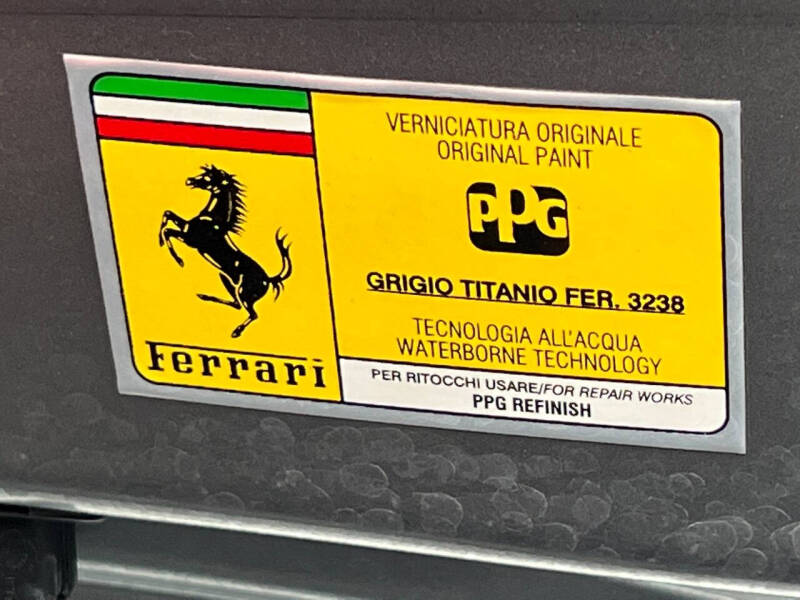 Ferrari
VERNICIATURA ORIGINALE
ORIGINAL PAINT
PPG
GRIGIO TITANIO FER. 3238
TECNOLOGIA ALL'ACQUA
WATERBORNE TECHNOLOGY
PER RITOCCHI USARE/FOR REPAIR WORKS
PPG REFINISH